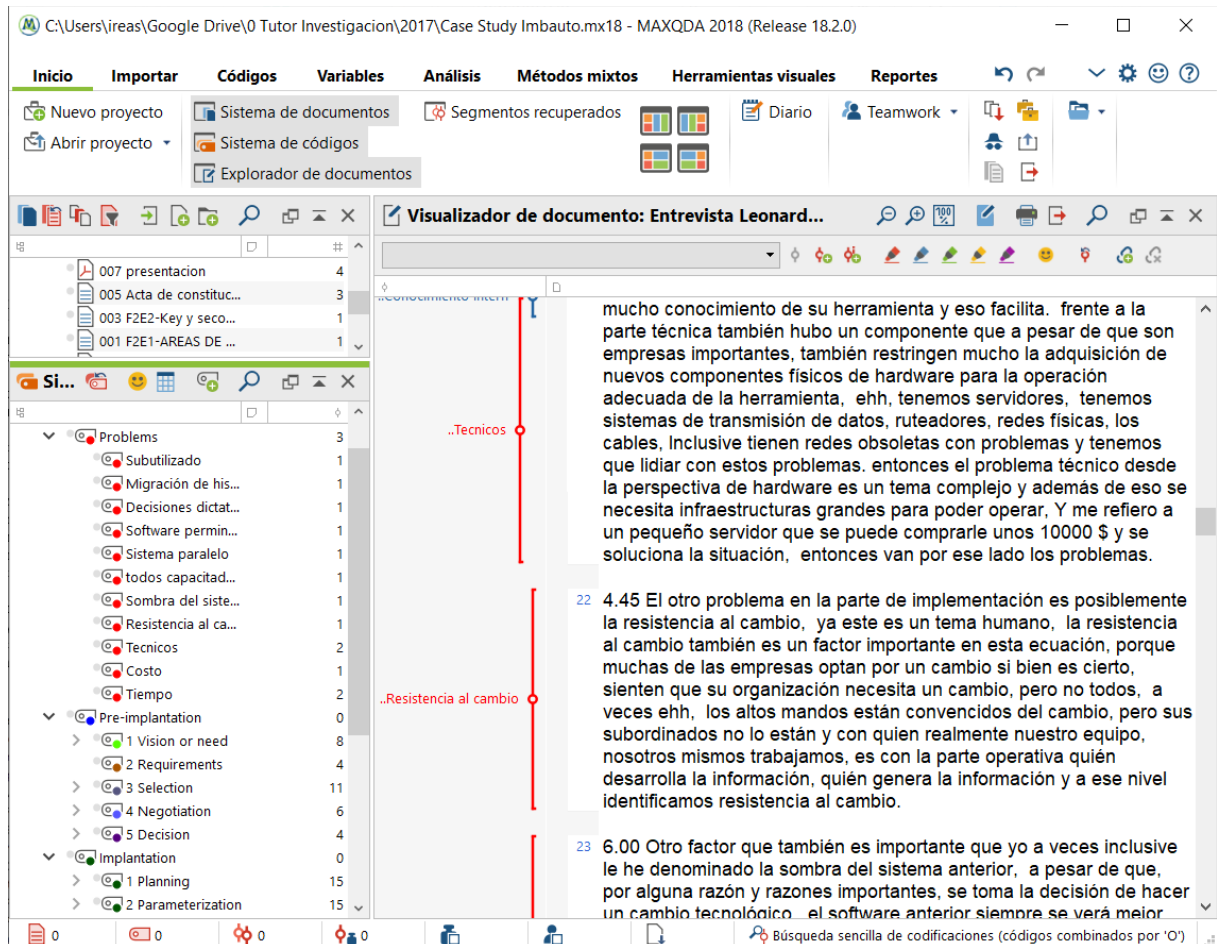 C:\Users\ireas\Google Drive\0 Tutor Investigacion\2017\Case Study Imbauto.mx18 - MAXQDA 2018 (Release 18.2.0)
Inicio Importar Códigos Variables Análisis Métodos mixtos Herramientas visuales Reportes
Nuevo proyecto Sistema de documentos Segmentos recuperados Diario Teamwork
Abrir proyecto Sistema de códigos
Explorador de documentos
Visualizador de documento: Entrevista Leonard...
007 presentacion 4
005 Acta de constituc... 3
003 F2E2-Key y seco... 1
001 F2E1-AREAS DE ... 1
Si...
Problems 3
Subutilizado 1
Migración de his... 1
Decisiones dictat... 1
Software permin... 1
Sistema paralelo 1
todos capacitad... 1
Sombra del siste... 1
Resistencia al ca... 1
Tecnicos 2
Costo 1
Tiempo 2
Pre-implantation 0
1 Vision or need 8
2 Requirements 4
3 Selection 11
4 Negotiation 6
5 Decision 4
Implantation 0
1 Planning 15
2 Parameterization 15
..Conocimiento intern
..Tecnicos
..Resistencia al cambio
mucho conocimiento de su herramienta y eso facilita. frente a la
parte técnica también hubo un componente que a pesar de que son
empresas importantes, también restringen mucho la adquisición de
nuevos componentes físicos de hardware para la operación
adecuada de la herramienta, ehh, tenemos servidores, tenemos
sistemas de transmisión de datos, ruteadores, redes físicas, los
cables, Inclusive tienen redes obsoletas con problemas y tenemos
que lidiar con estos problemas. entonces el problema técnico desde
la perspectiva de hardware es un tema complejo y además de eso se
necesita infraestructuras grandes para poder operar, Y me refiero a
un pequeño servidor que se puede comprarle unos 10000 $ y se
soluciona la situación, entonces van por ese lado los problemas.
22 4.45 El otro problema en la parte de implementación es posiblemente
la resistencia al cambio, ya este es un tema humano, la resistencia
al cambio también es un factor importante en esta ecuación, porque
muchas de las empresas optan por un cambio si bien es cierto,
sienten que su organización necesita un cambio, pero no todos, a
veces ehh, los altos mandos están convencidos del cambio, pero sus
subordinados no lo están y con quien realmente nuestro equipo,
nosotros mismos trabajamos, es con la parte operativa quién
desarrolla la información, quién genera la información y a ese nivel
identificamos resistencia al cambio.
23 6.00 Otro factor que también es importante que yo a veces inclusive
le he denominado la sombra del sistema anterior, a pesar de que,
por alguna razón y razones importantes, se toma la decisión de hacer
un cambio tecnológico, el software anterior siempre se verá mejor
0 0 0 0 Búsqueda sencilla de codificaciones (códigos combinados por 'O')